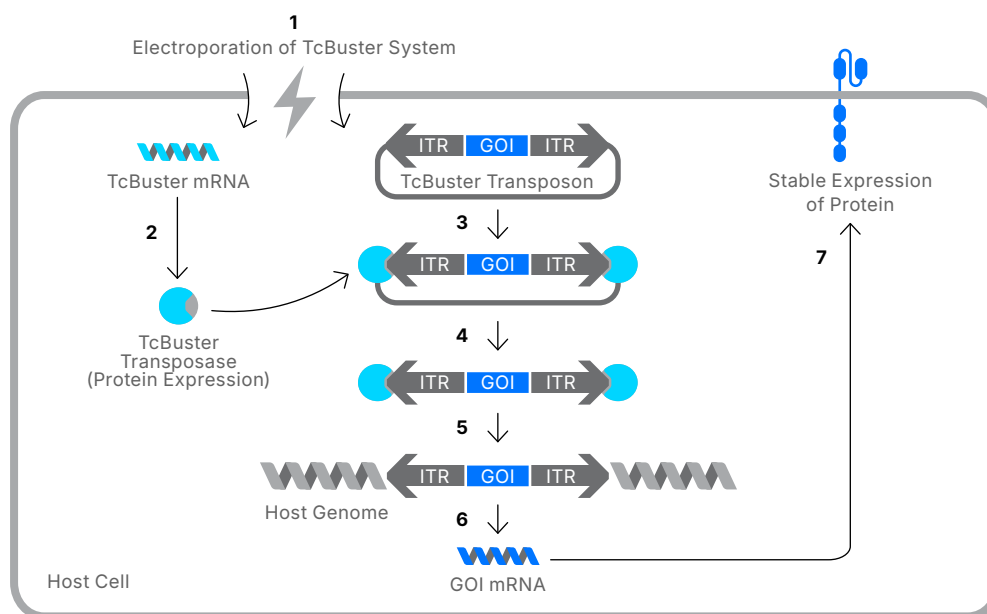 1
Electroporation of TcBuster System
TcBuster mRNA
2
TcBuster
Transposase
(Protein Expression)
ITR GOI ITR
TcBuster Transposon
3
ITR GOI ITR
4
ITR GOI ITR
5
ITR GOI ITR
Host Genome
6
GOI mRNA
7
Stable Expression
of Protein
Host Cell